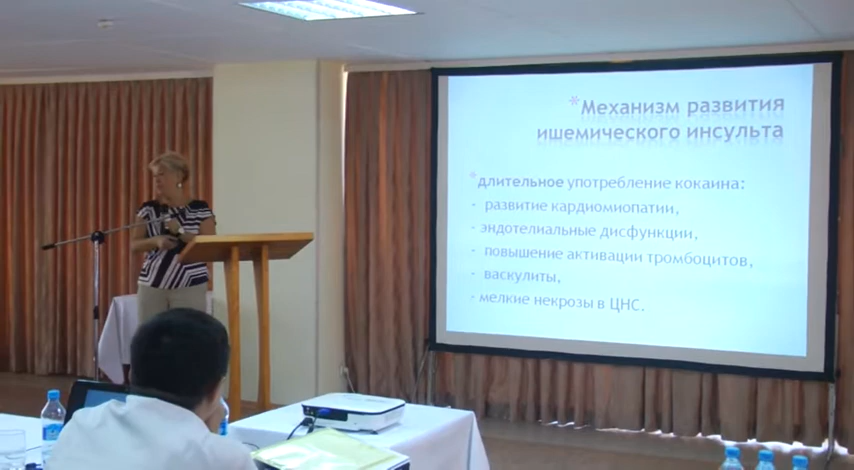 *Механизм развития
ишемического инсульта
*длительное употребление кокаина:
- развитие кардиомиопатии,
- эндотелиальные дисфункции,
- повышение активации тромбоцитов,
- васкулиты,
- мелкие некрозы в ЦНС.